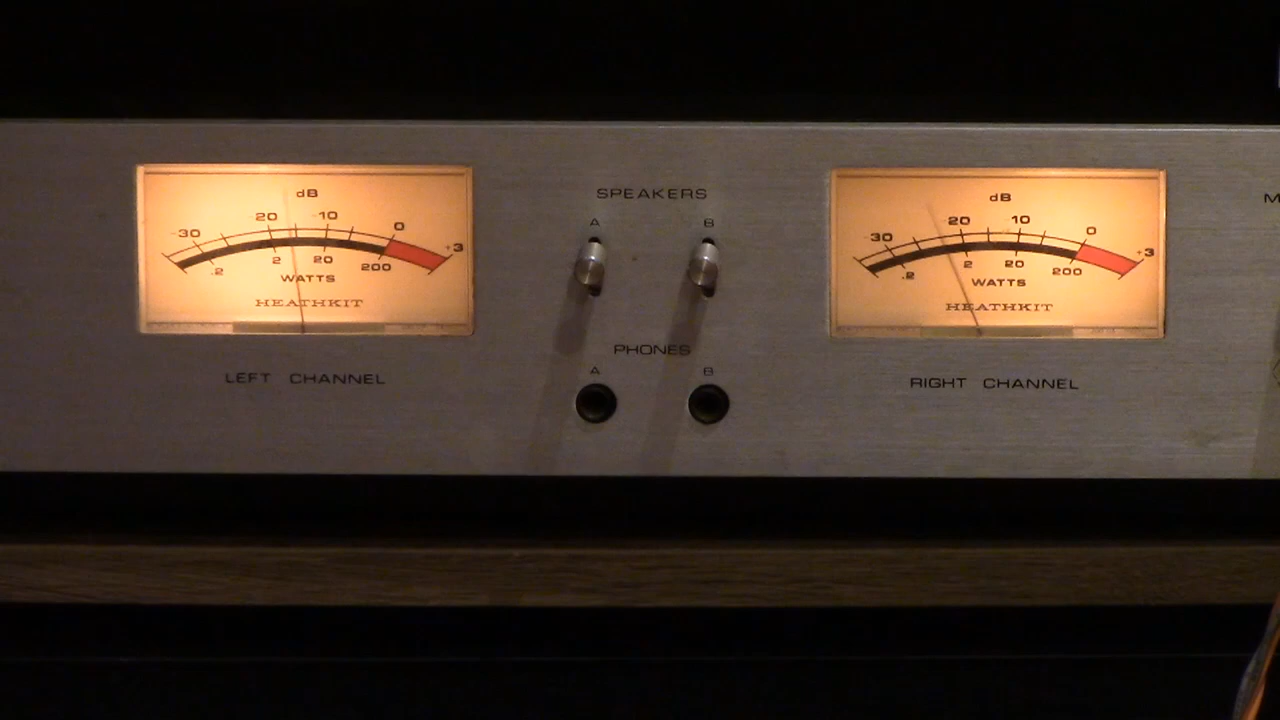 dB
30 20 10 0 +3
.2 2 20 200
WATTS
HEATHKIT
LEFT CHANNEL
SPEAKERS
A B
PHONES
A B
dB
30 20 10 0 +3
.2 2 20 200
WATTS
HEATHKIT
RIGHT CHANNEL
M